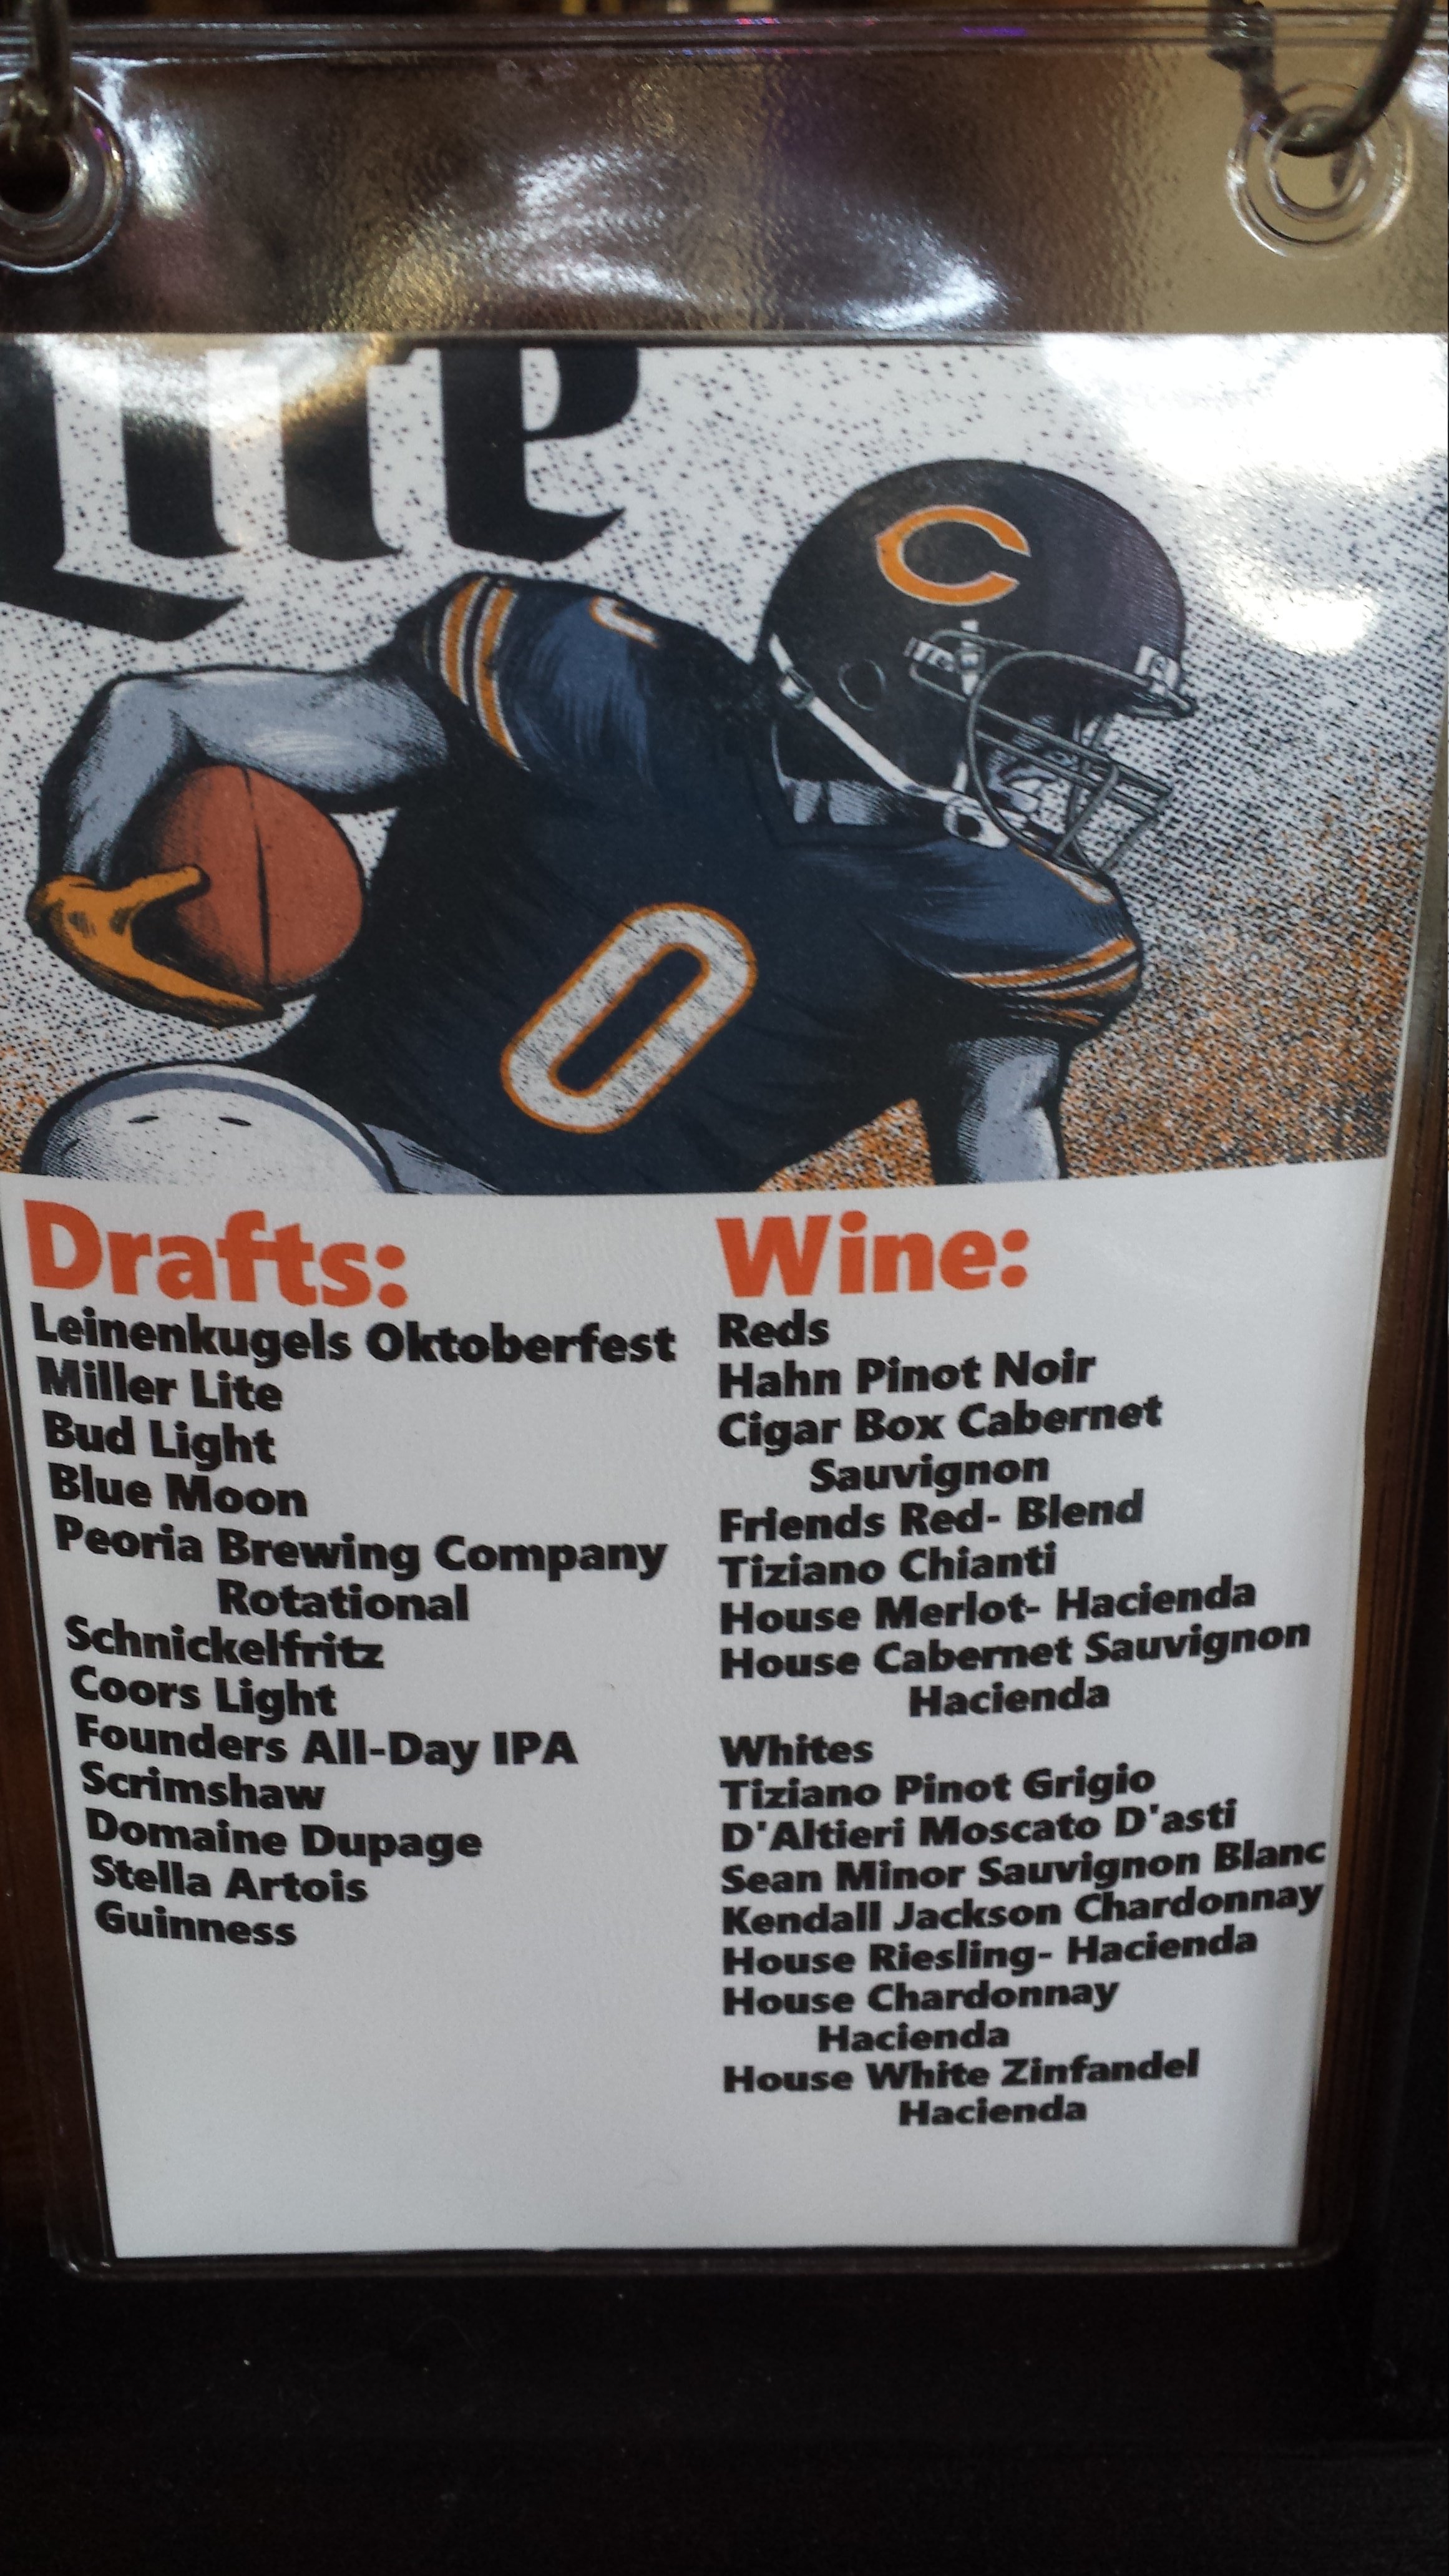 Lite
C
0
Drafts:
Leinenkugels Oktoberfest
Miller Lite
Bud Light
Blue Moon
Peoria Brewing Company
Rotational
Schnickelfritz
Coors Light
Founders All-Day IPA
Scrimshaw
Domaine Dupage
Stella Artois
Guinness
Wine:
Reds
Hahn Pinot Noir
Cigar Box Cabernet
Sauvignon
Friends Red- Blend
Tiziano Chianti
House Merlot- Hacienda
House Cabernet Sauvignon
Hacienda
Whites
Tiziano Pinot Grigio
D'Altieri Moscato D'asti
Sean Minor Sauvignon Blanc
Kendall Jackson Chardonnay
House Riesling- Hacienda
House Chardonnay
Hacienda
House White Zinfandel
Hacienda